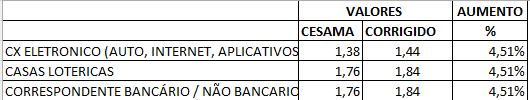 VALORES AUMENTO
CESAMA CORRIGIDO %
CX ELETRONICO (AUTO, INTERNET, APLICATIVOS 1,38 1,44 4,51%
CASAS LOTERICAS 1,76 1,84 4,51%
CORRESPONDENTE BANCÁRIO / NÃO BANCARIO 1,76 1,84 4,51%